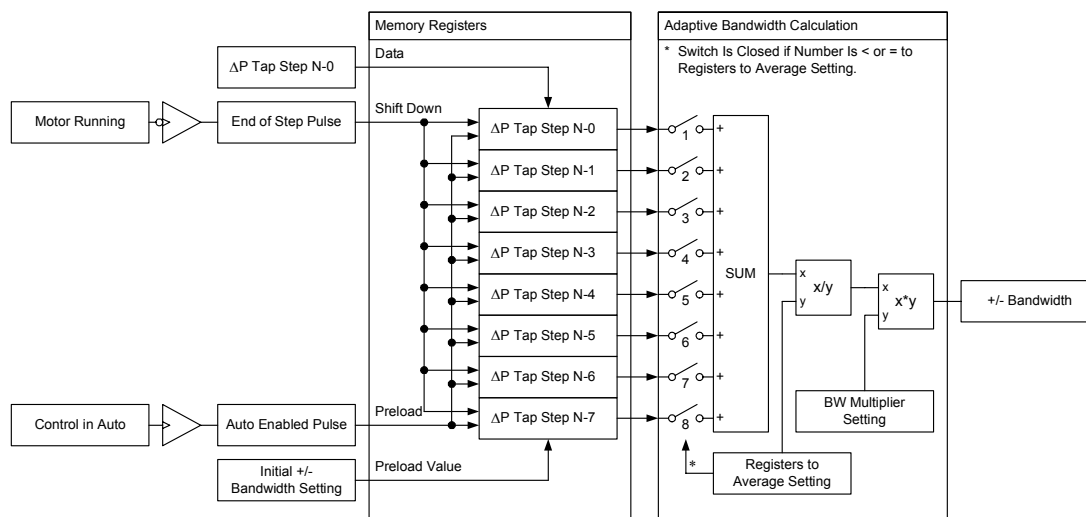 Memory Registers
Adaptive Bandwidth Calculation
* Switch Is Closed if Number Is < or = to
Registers to Average Setting.
ΔP Tap Step N-0
Data
Motor Running
End of Step Pulse
Shift Down
ΔP Tap Step N-0
1
+
ΔP Tap Step N-1
2
+
ΔP Tap Step N-2
3
+
ΔP Tap Step N-3
4
+
ΔP Tap Step N-4
5
+
ΔP Tap Step N-5
6
+
ΔP Tap Step N-6
7
+
ΔP Tap Step N-7
8
+
SUM
x
y
x/y
x
y
x*y
+/- Bandwidth
BW Multiplier
Setting
Control in Auto
Auto Enabled Pulse
Preload
Initial +/-
Bandwidth Setting
Preload Value
*
Registers to
Average Setting